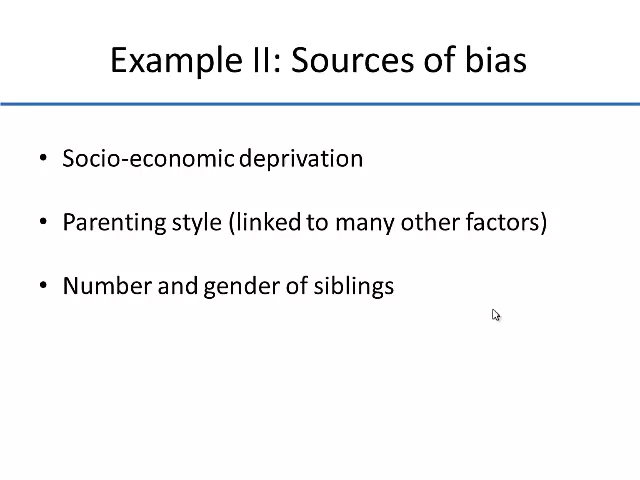 Example II: Sources of bias
• Socio-economic deprivation
• Parenting style (linked to many other factors)
• Number and gender of siblings